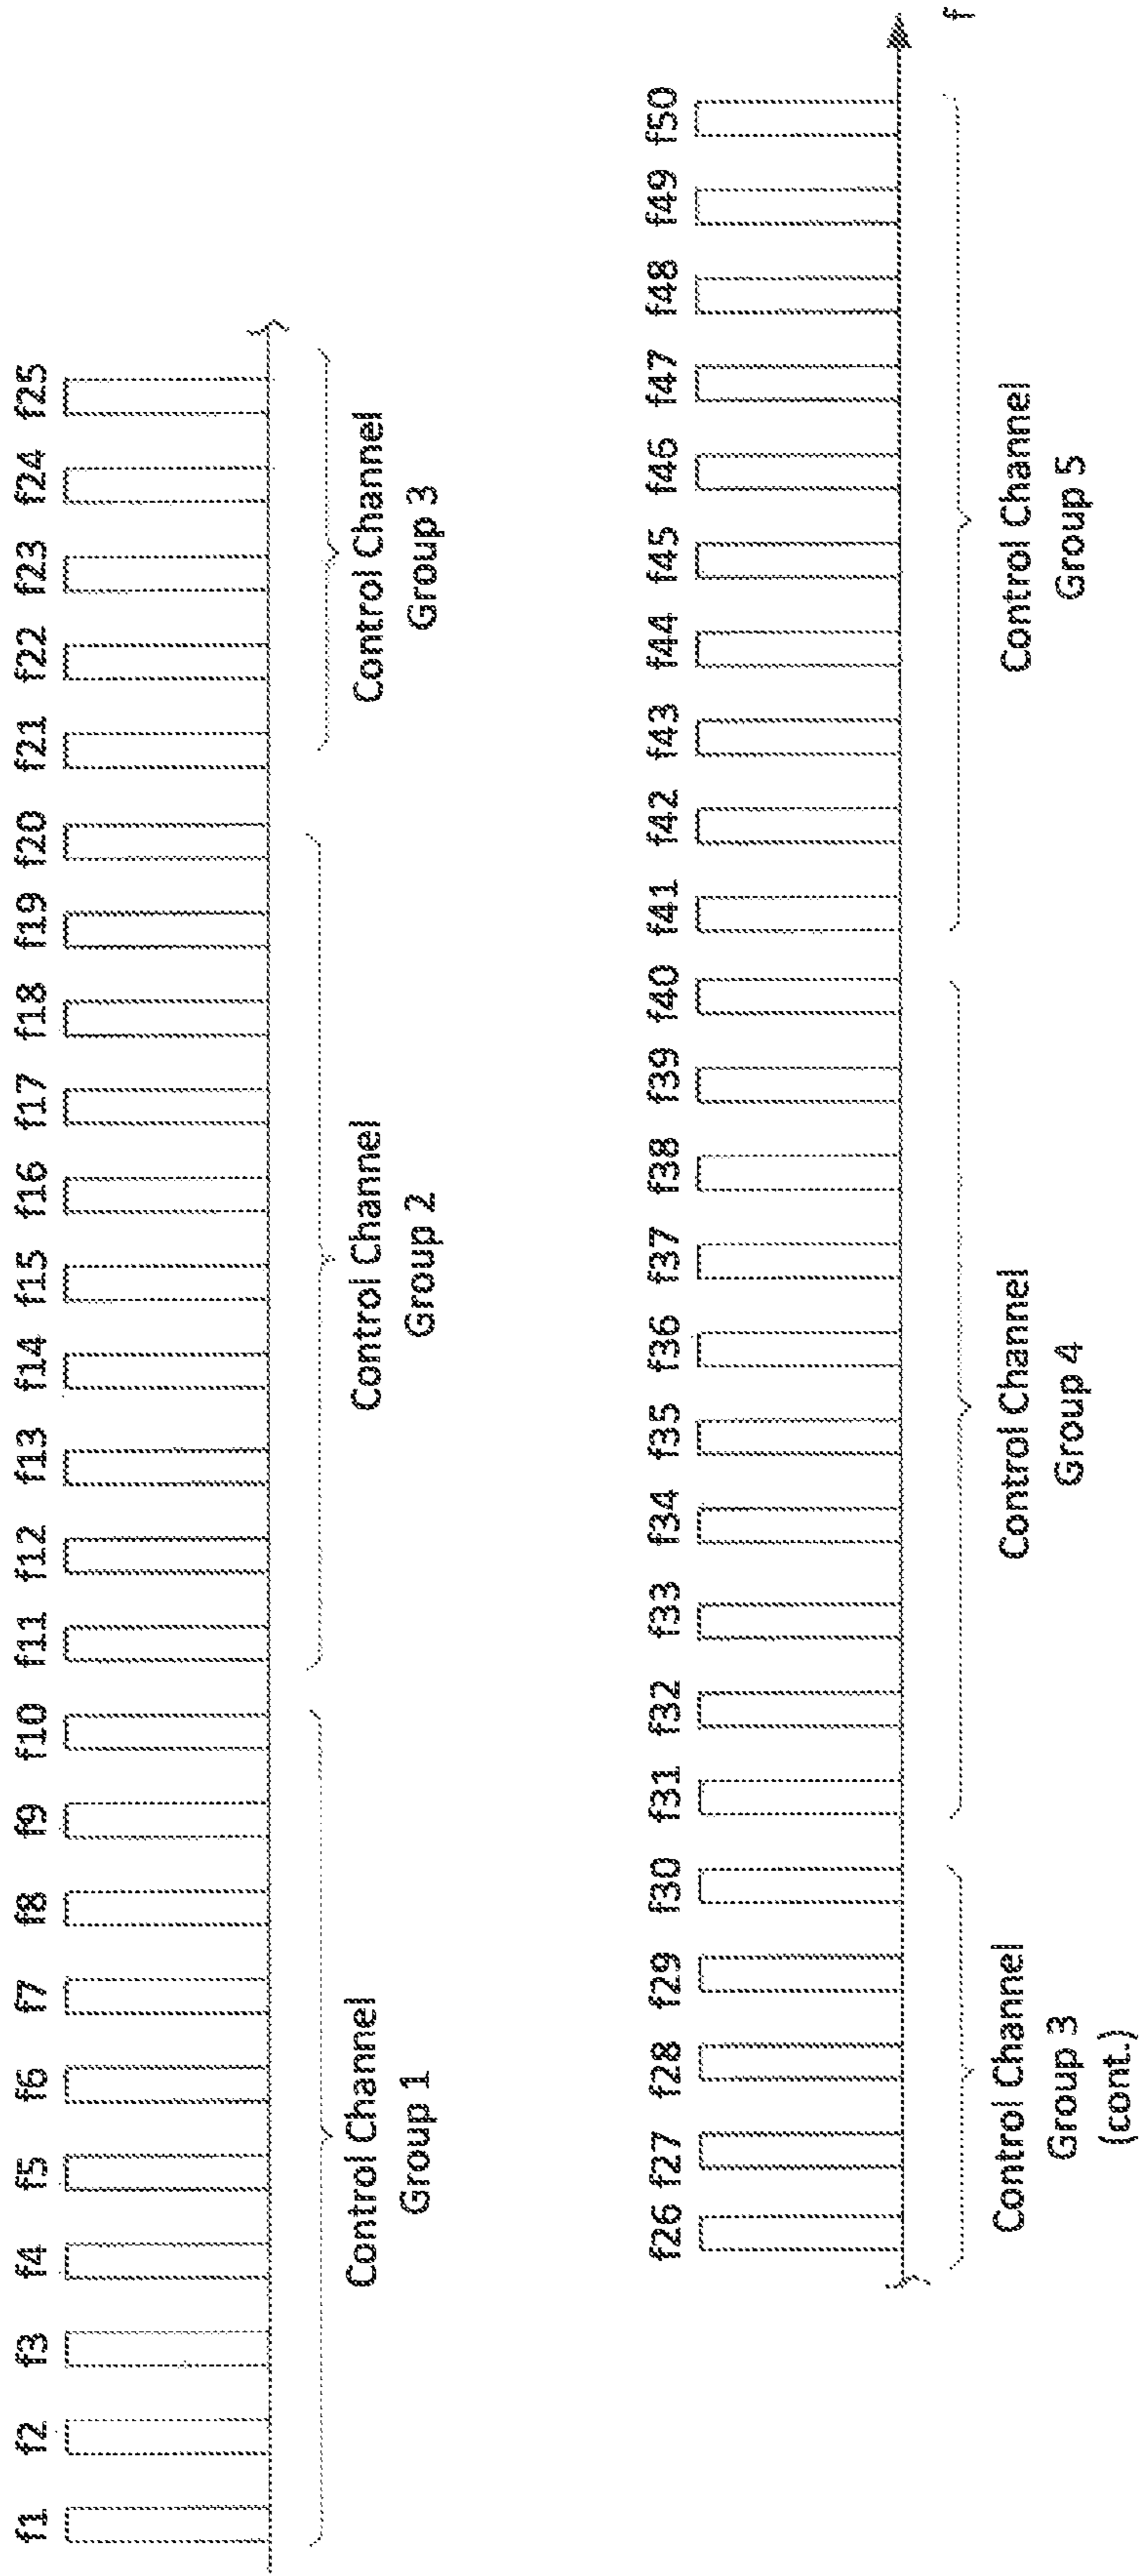 f1 f2 f3 f4 f5 f6 f7 f8 f9 f10 f11 f12 f13 f14 f15 f16 f17 f18 f19 f20 f21 f22 f23 f24 f25
Control Channel
Group 1
Control Channel
Group 2
Control Channel
Group 3
f26 f27 f28 f29 f30 f31 f32 f33 f34 f35 f36 f37 f38 f39 f40 f41 f42 f43 f44 f45 f46 f47 f48 f49 f50
f
Control Channel
Group 3
(cont.)
Control Channel
Group 4
Control Channel
Group 5